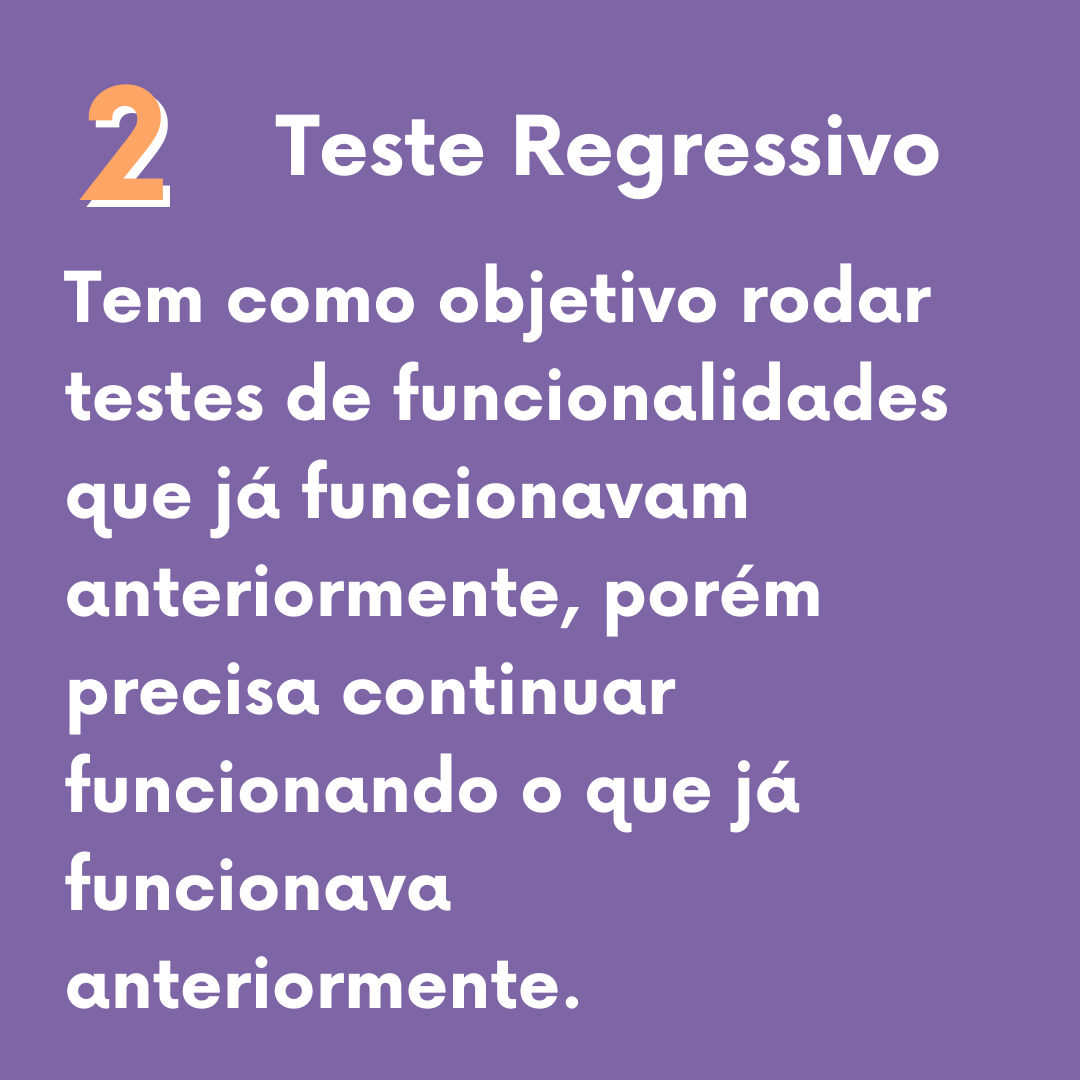 2 Teste Regressivo
Tem como objetivo rodar
testes de funcionalidades
que já funcionavam
anteriormente, porém
precisa continuar
funcionando o que já
funcionava
anteriormente.